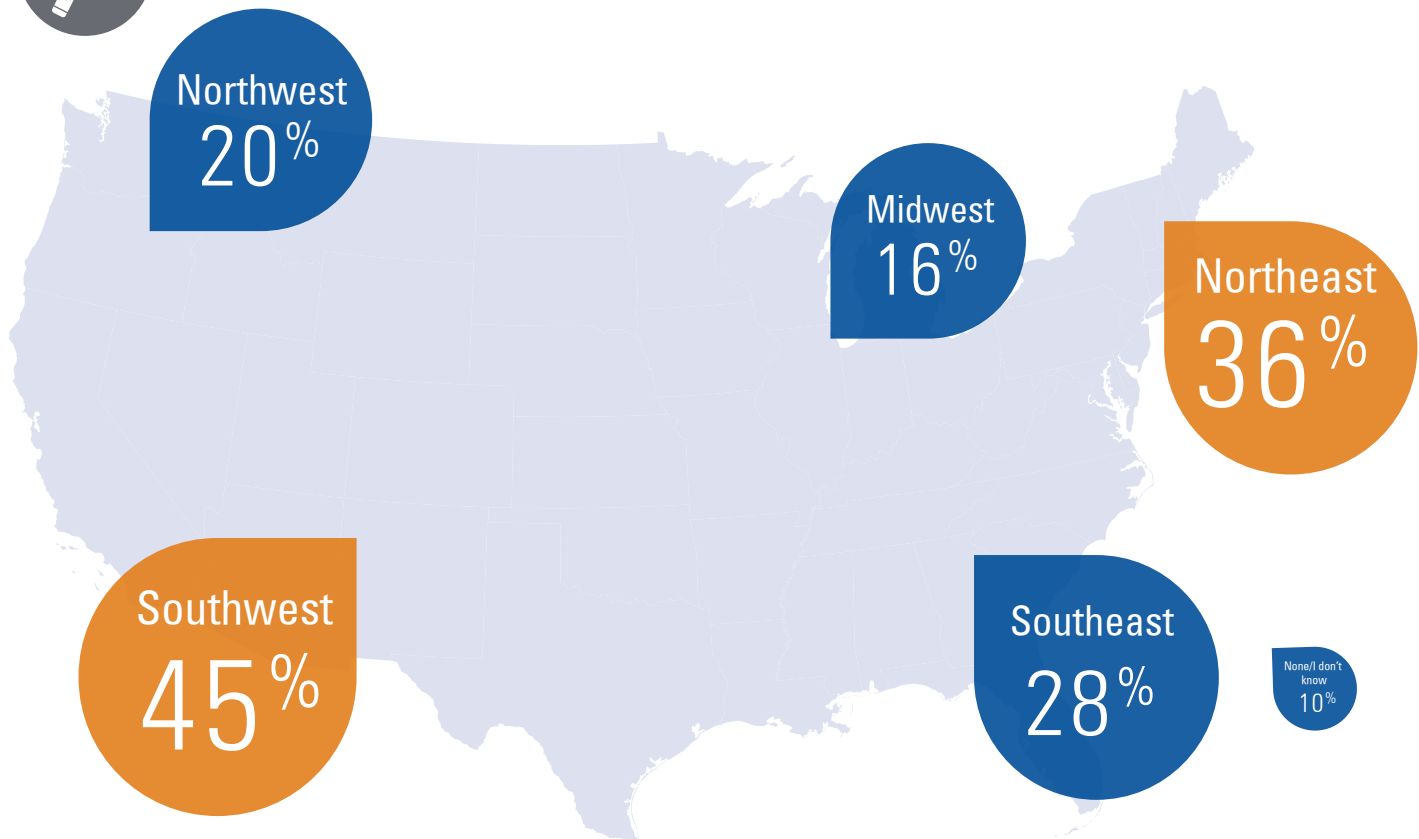 Northwest
20%
Midwest
16%
Northeast
36%
Southwest
45%
Southeast
28%
None/I don't
know
10%